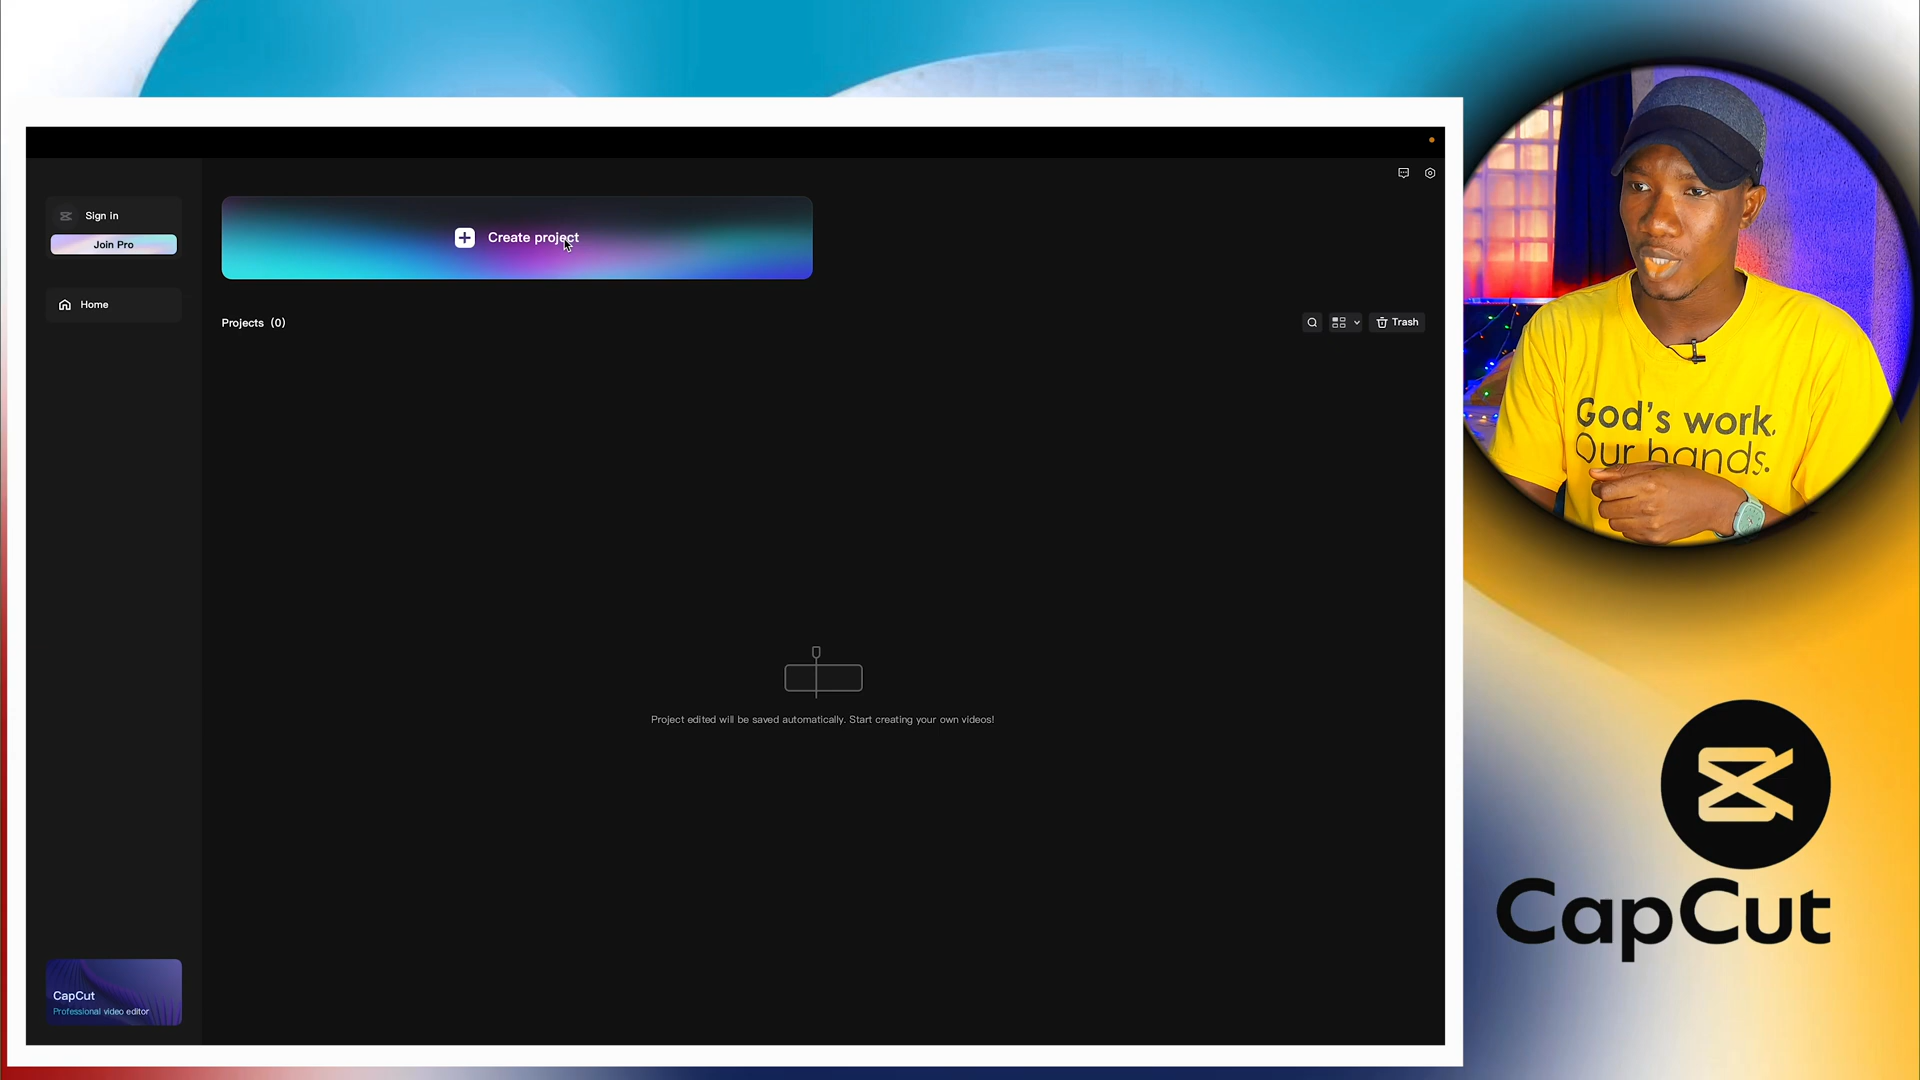 Sign in
Join Pro
Home
Create project
Projects (0)
Trash
Project edited will be saved automatically. Start creating your own videos!
CapCut
Professional video editor
God's work.
Our hands.
CapCut